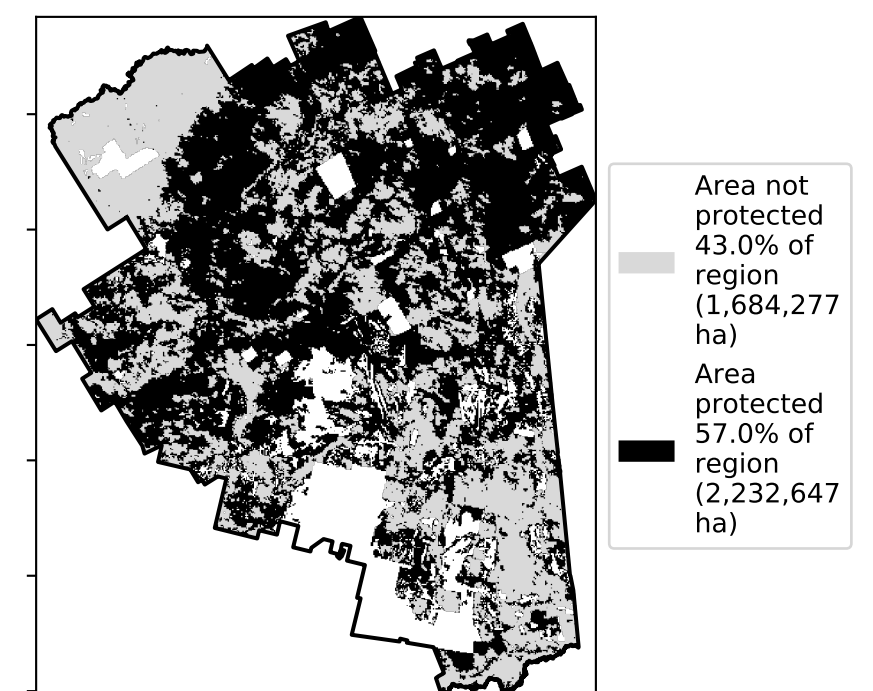 Area not
protected
43.0% of
region
(1,684,277
ha)
Area
protected
57.0% of
region
(2,232,647
ha)